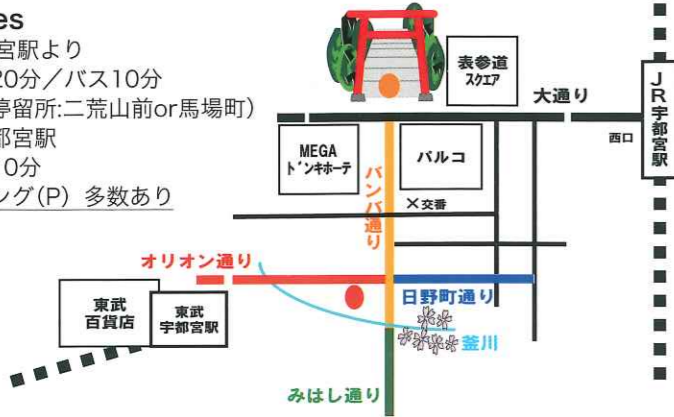 es
宮駅より
20分／バス10分
停留所:二荒山前or馬場町）
都宮駅
0分
ング(P) 多数あり
表参道
スクエア
大通り
JR宇都宮駅
西口
MEGA
ドンキホーテ
パルコ
バンバ通り
×交番
オリオン通り
東武
百貨店
東武
宇都宮駅
日野町通り
釜川
みはし通り